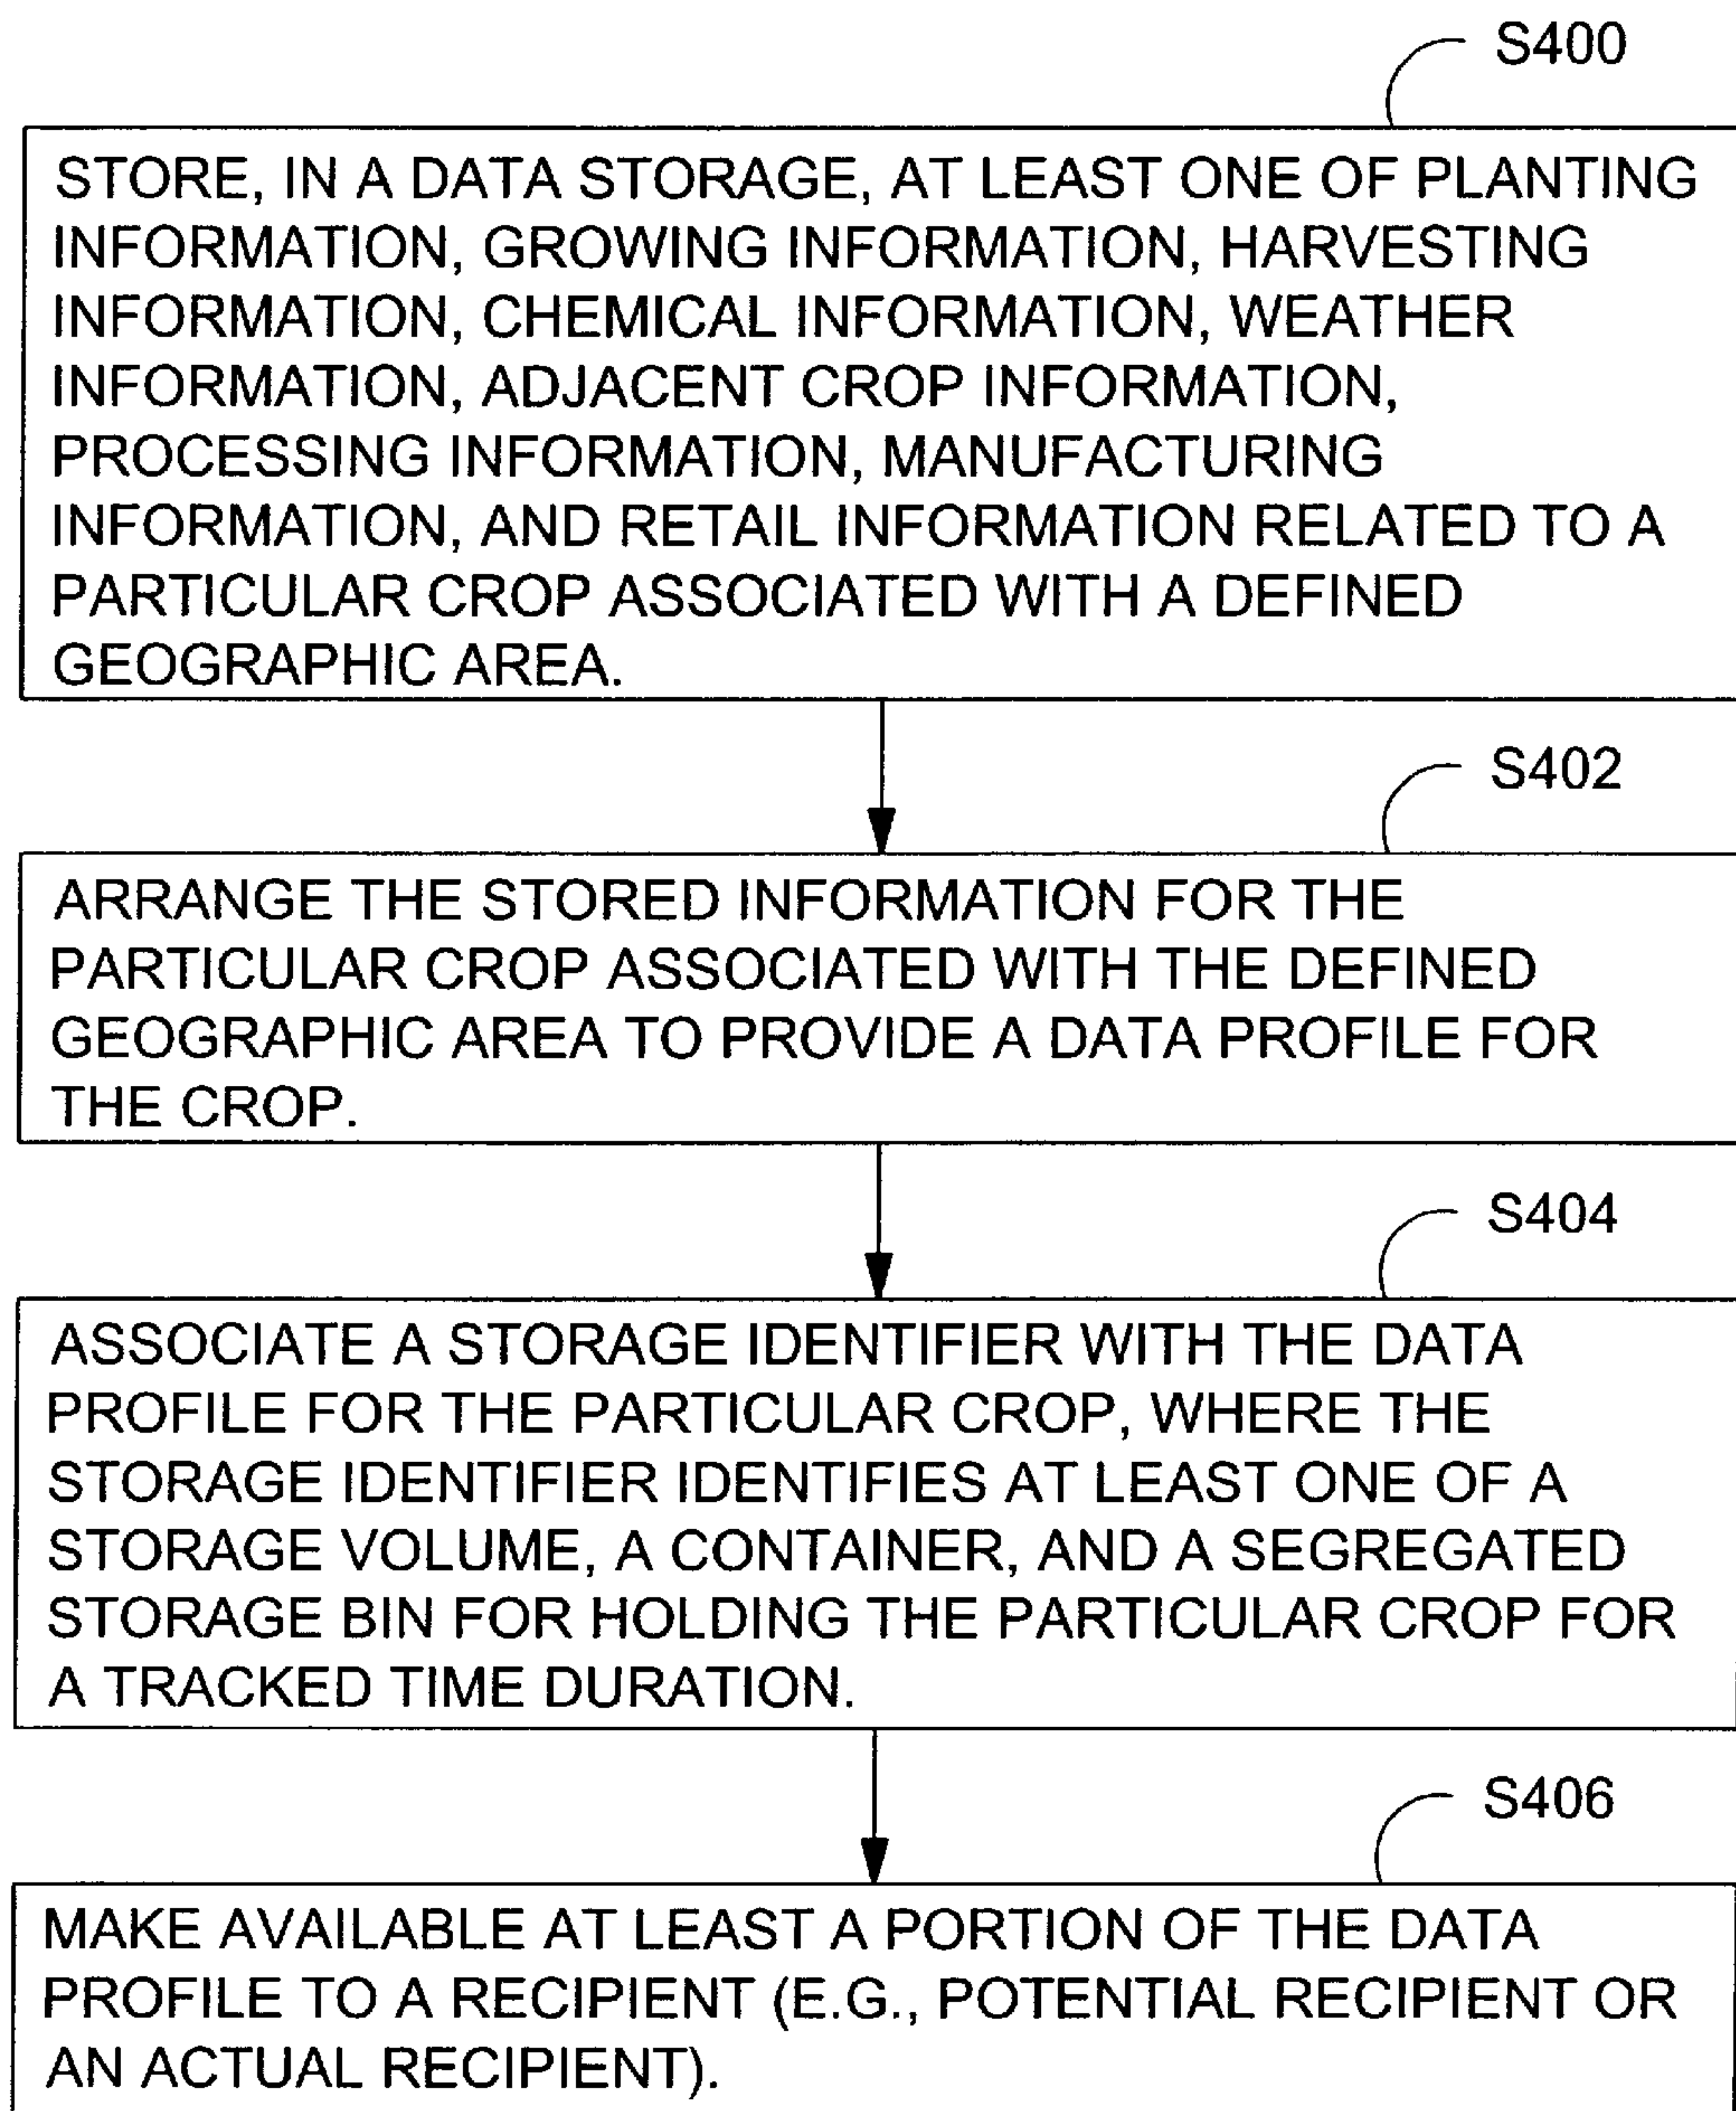 S400
STORE, IN A DATA STORAGE, AT LEAST ONE OF PLANTING
INFORMATION, GROWING INFORMATION, HARVESTING
INFORMATION, CHEMICAL INFORMATION, WEATHER
INFORMATION, ADJACENT CROP INFORMATION,
PROCESSING INFORMATION, MANUFACTURING
INFORMATION, AND RETAIL INFORMATION RELATED TO A
PARTICULAR CROP ASSOCIATED WITH A DEFINED
GEOGRAPHIC AREA.
S402
ARRANGE THE STORED INFORMATION FOR THE
PARTICULAR CROP ASSOCIATED WITH THE DEFINED
GEOGRAPHIC AREA TO PROVIDE A DATA PROFILE FOR
THE CROP.
S404
ASSOCIATE A STORAGE IDENTIFIER WITH THE DATA
PROFILE FOR THE PARTICULAR CROP, WHERE THE
STORAGE IDENTIFIER IDENTIFIES AT LEAST ONE OF A
STORAGE VOLUME, A CONTAINER, AND A SEGREGATED
STORAGE BIN FOR HOLDING THE PARTICULAR CROP FOR
A TRACKED TIME DURATION.
S406
MAKE AVAILABLE AT LEAST A PORTION OF THE DATA
PROFILE TO A RECIPIENT (E.G., POTENTIAL RECIPIENT OR
AN ACTUAL RECIPIENT).